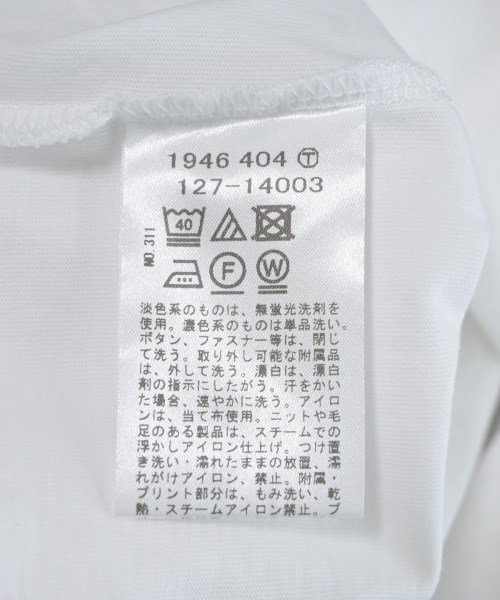 1946 404 Ⓣ
127-14003
NO.311
40
F W
淡色系のものは、無蛍光洗剤を
使用。濃色系のものは単品洗い。
ボタン、ファスナー等は、閉じ
て洗う。取り外し可能な附属品
は、外して洗う。漂白は、漂白
剤の指示にしたがう。汗をかい
た場合、速やかに洗う。アイロ
ンは、当て布使用。ニットや毛
足のある製品は、スチームでの
浮かしアイロン仕上げ。つけ置
き洗い・濡れたままの放置、濡
れがけアイロン、禁止。附属・
プリント部分は、もみ洗い、乾
熱・スチームアイロン禁止。プ